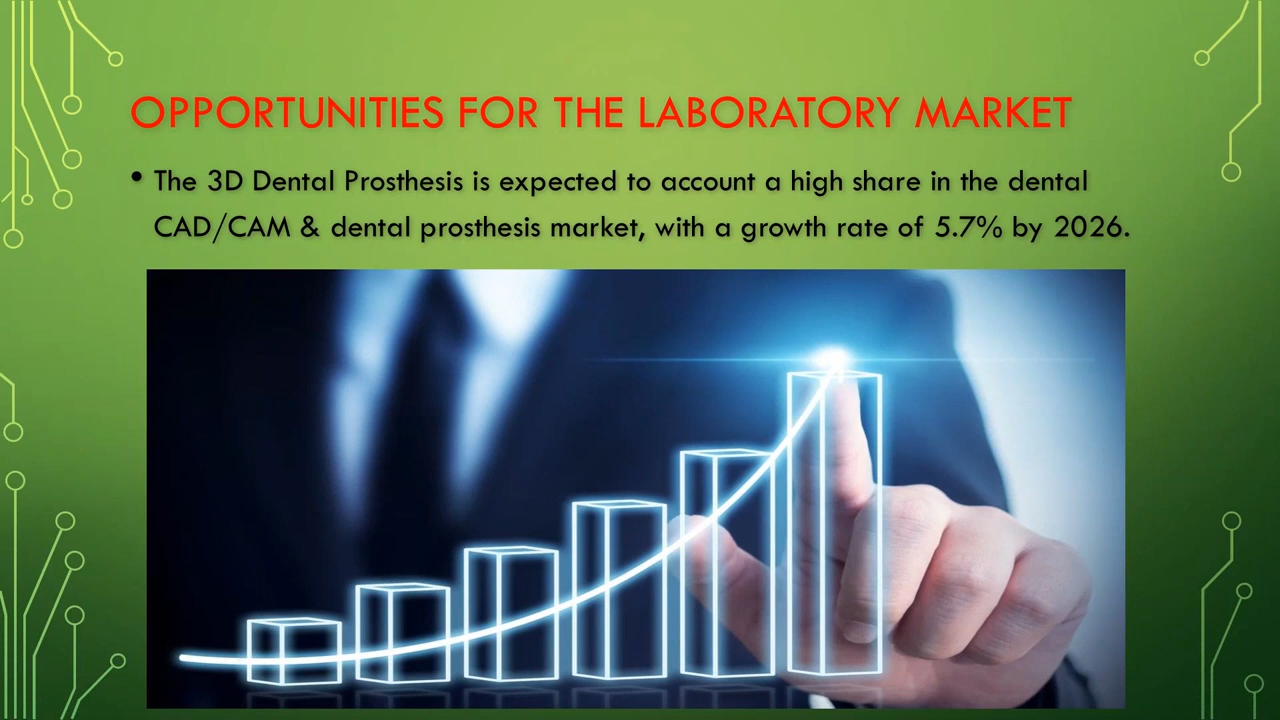 OPPORTUNITIES FOR THE LABORATORY MARKET
• The 3D Dental Prosthesis is expected to account a high share in the dental
CAD/CAM & dental prosthesis market, with a growth rate of 5.7% by 2026.